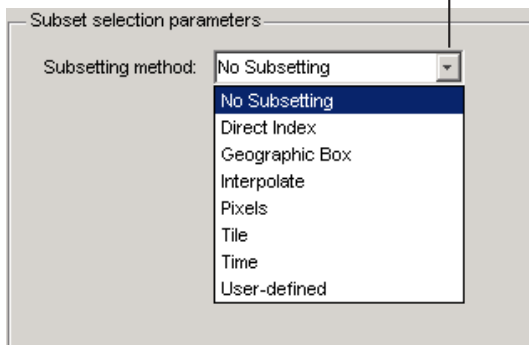 Subset selection parameters
Subsetting method: No Subsetting
No Subsetting
Direct Index
Geographic Box
Interpolate
Pixels
Tile
Time
User-defined